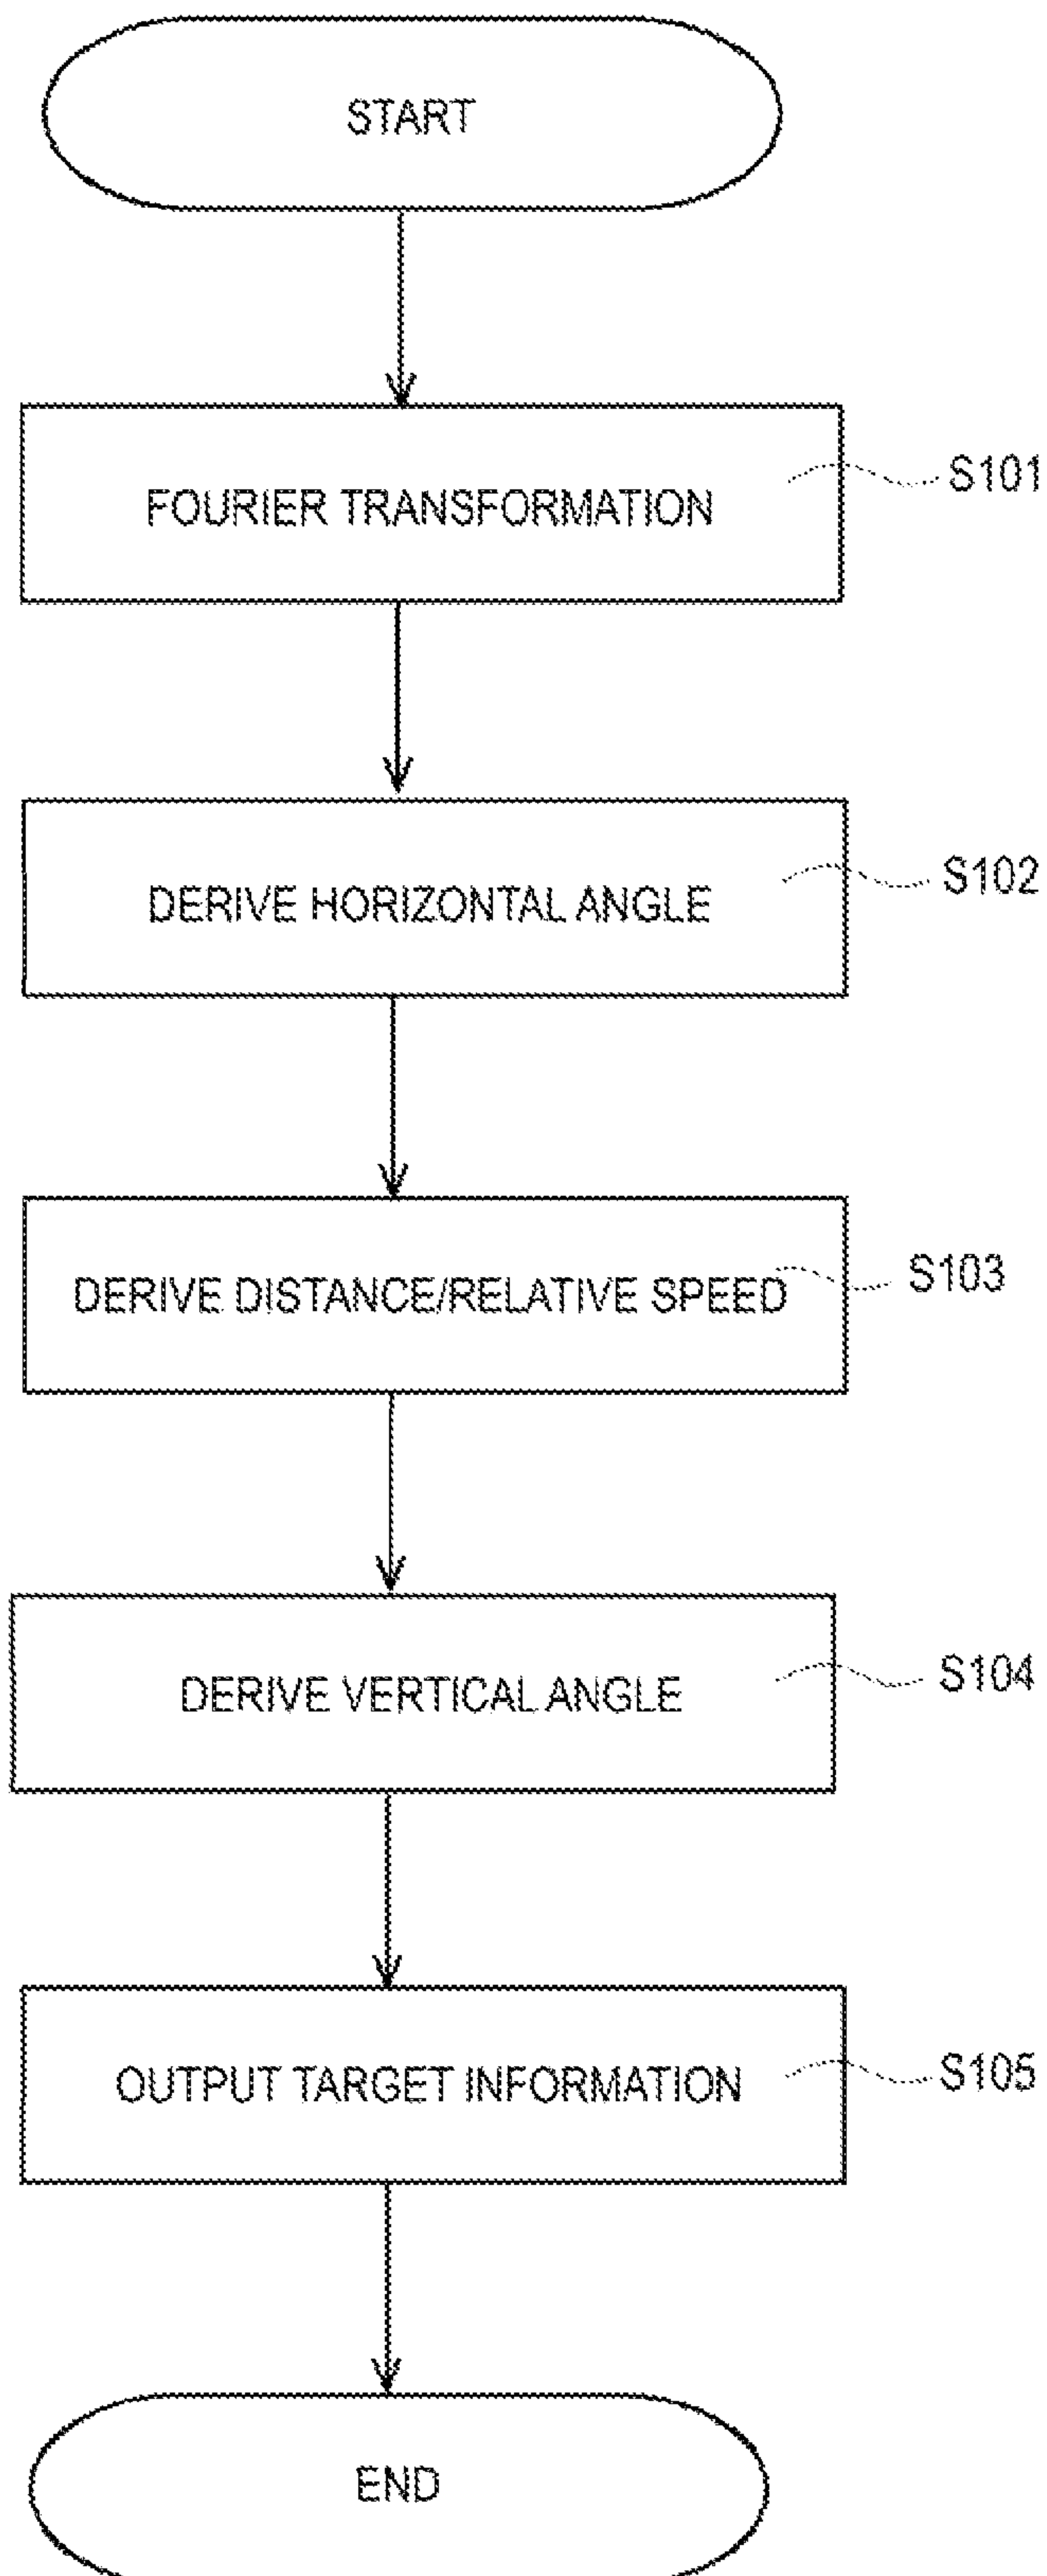 START
FOURIER TRANSFORMATION
S101
DERIVE HORIZONTAL ANGLE
S102
DERIVE DISTANCE/RELATIVE SPEED
S103
DERIVE VERTICAL ANGLE
S104
OUTPUT TARGET INFORMATION
S105
END